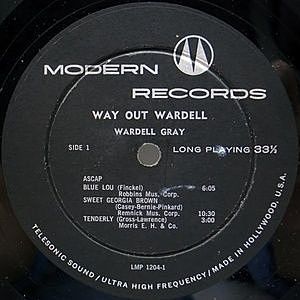 MODERN RECORDS
WAY OUT WARDELL
WARDELL GRAY
SIDE 1 LONG PLAYING 33⅓
ASCAP
BLUE LOU (Finckel) 6:05
Robbins Mus. Corp.
SWEET GEORGIA BROWN
(Casey-Bernie-Pinkard)
Remnick Mus. Corp. 10:30
TENDERLY (Gross-Lawrence) 3:00
Morris E. H. & Co.
LMP 1204-1
TELESONIC SOUND / ULTRA HIGH FREQUENCY / MADE IN HOLLYWOOD, U.S.A.